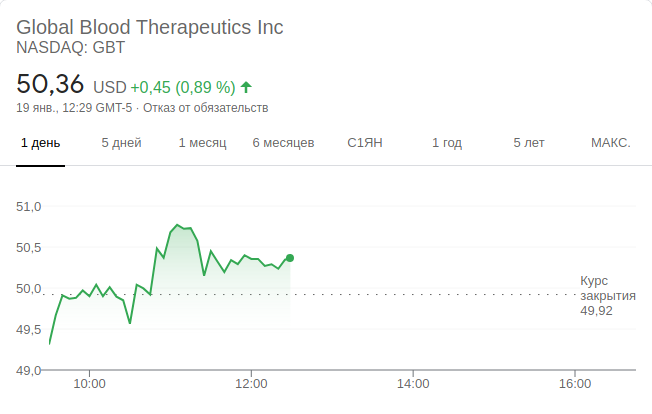 Global Blood Therapeutics Inc
NASDAQ: GBT
50,36 USD +0,45 (0,89 %)
19 янв., 12:29 GMT-5 · Отказ от обязательств
1 день 5 дней 1 месяц 6 месяцев С1ЯН 1 год 5 лет МАКС.
51,0
50,5
50,0
49,5
49,0
Курс
закрытия
49,92
10:00 12:00 14:00 16:00